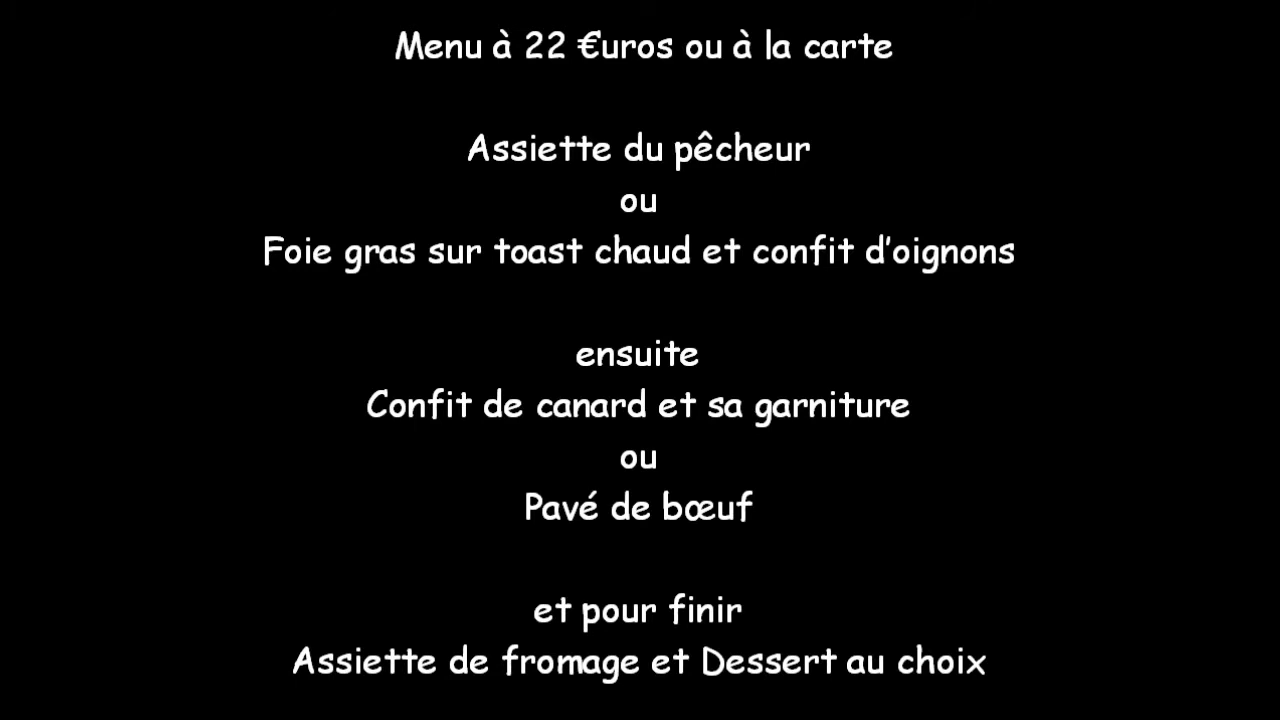 Menu à 22 €uros ou à la carte
Assiette du pêcheur
ou
Foie gras sur toast chaud et confit d’oignons
ensuite
Confit de canard et sa garniture
ou
Pavé de bœuf
et pour finir
Assiette de fromage et Dessert au choix